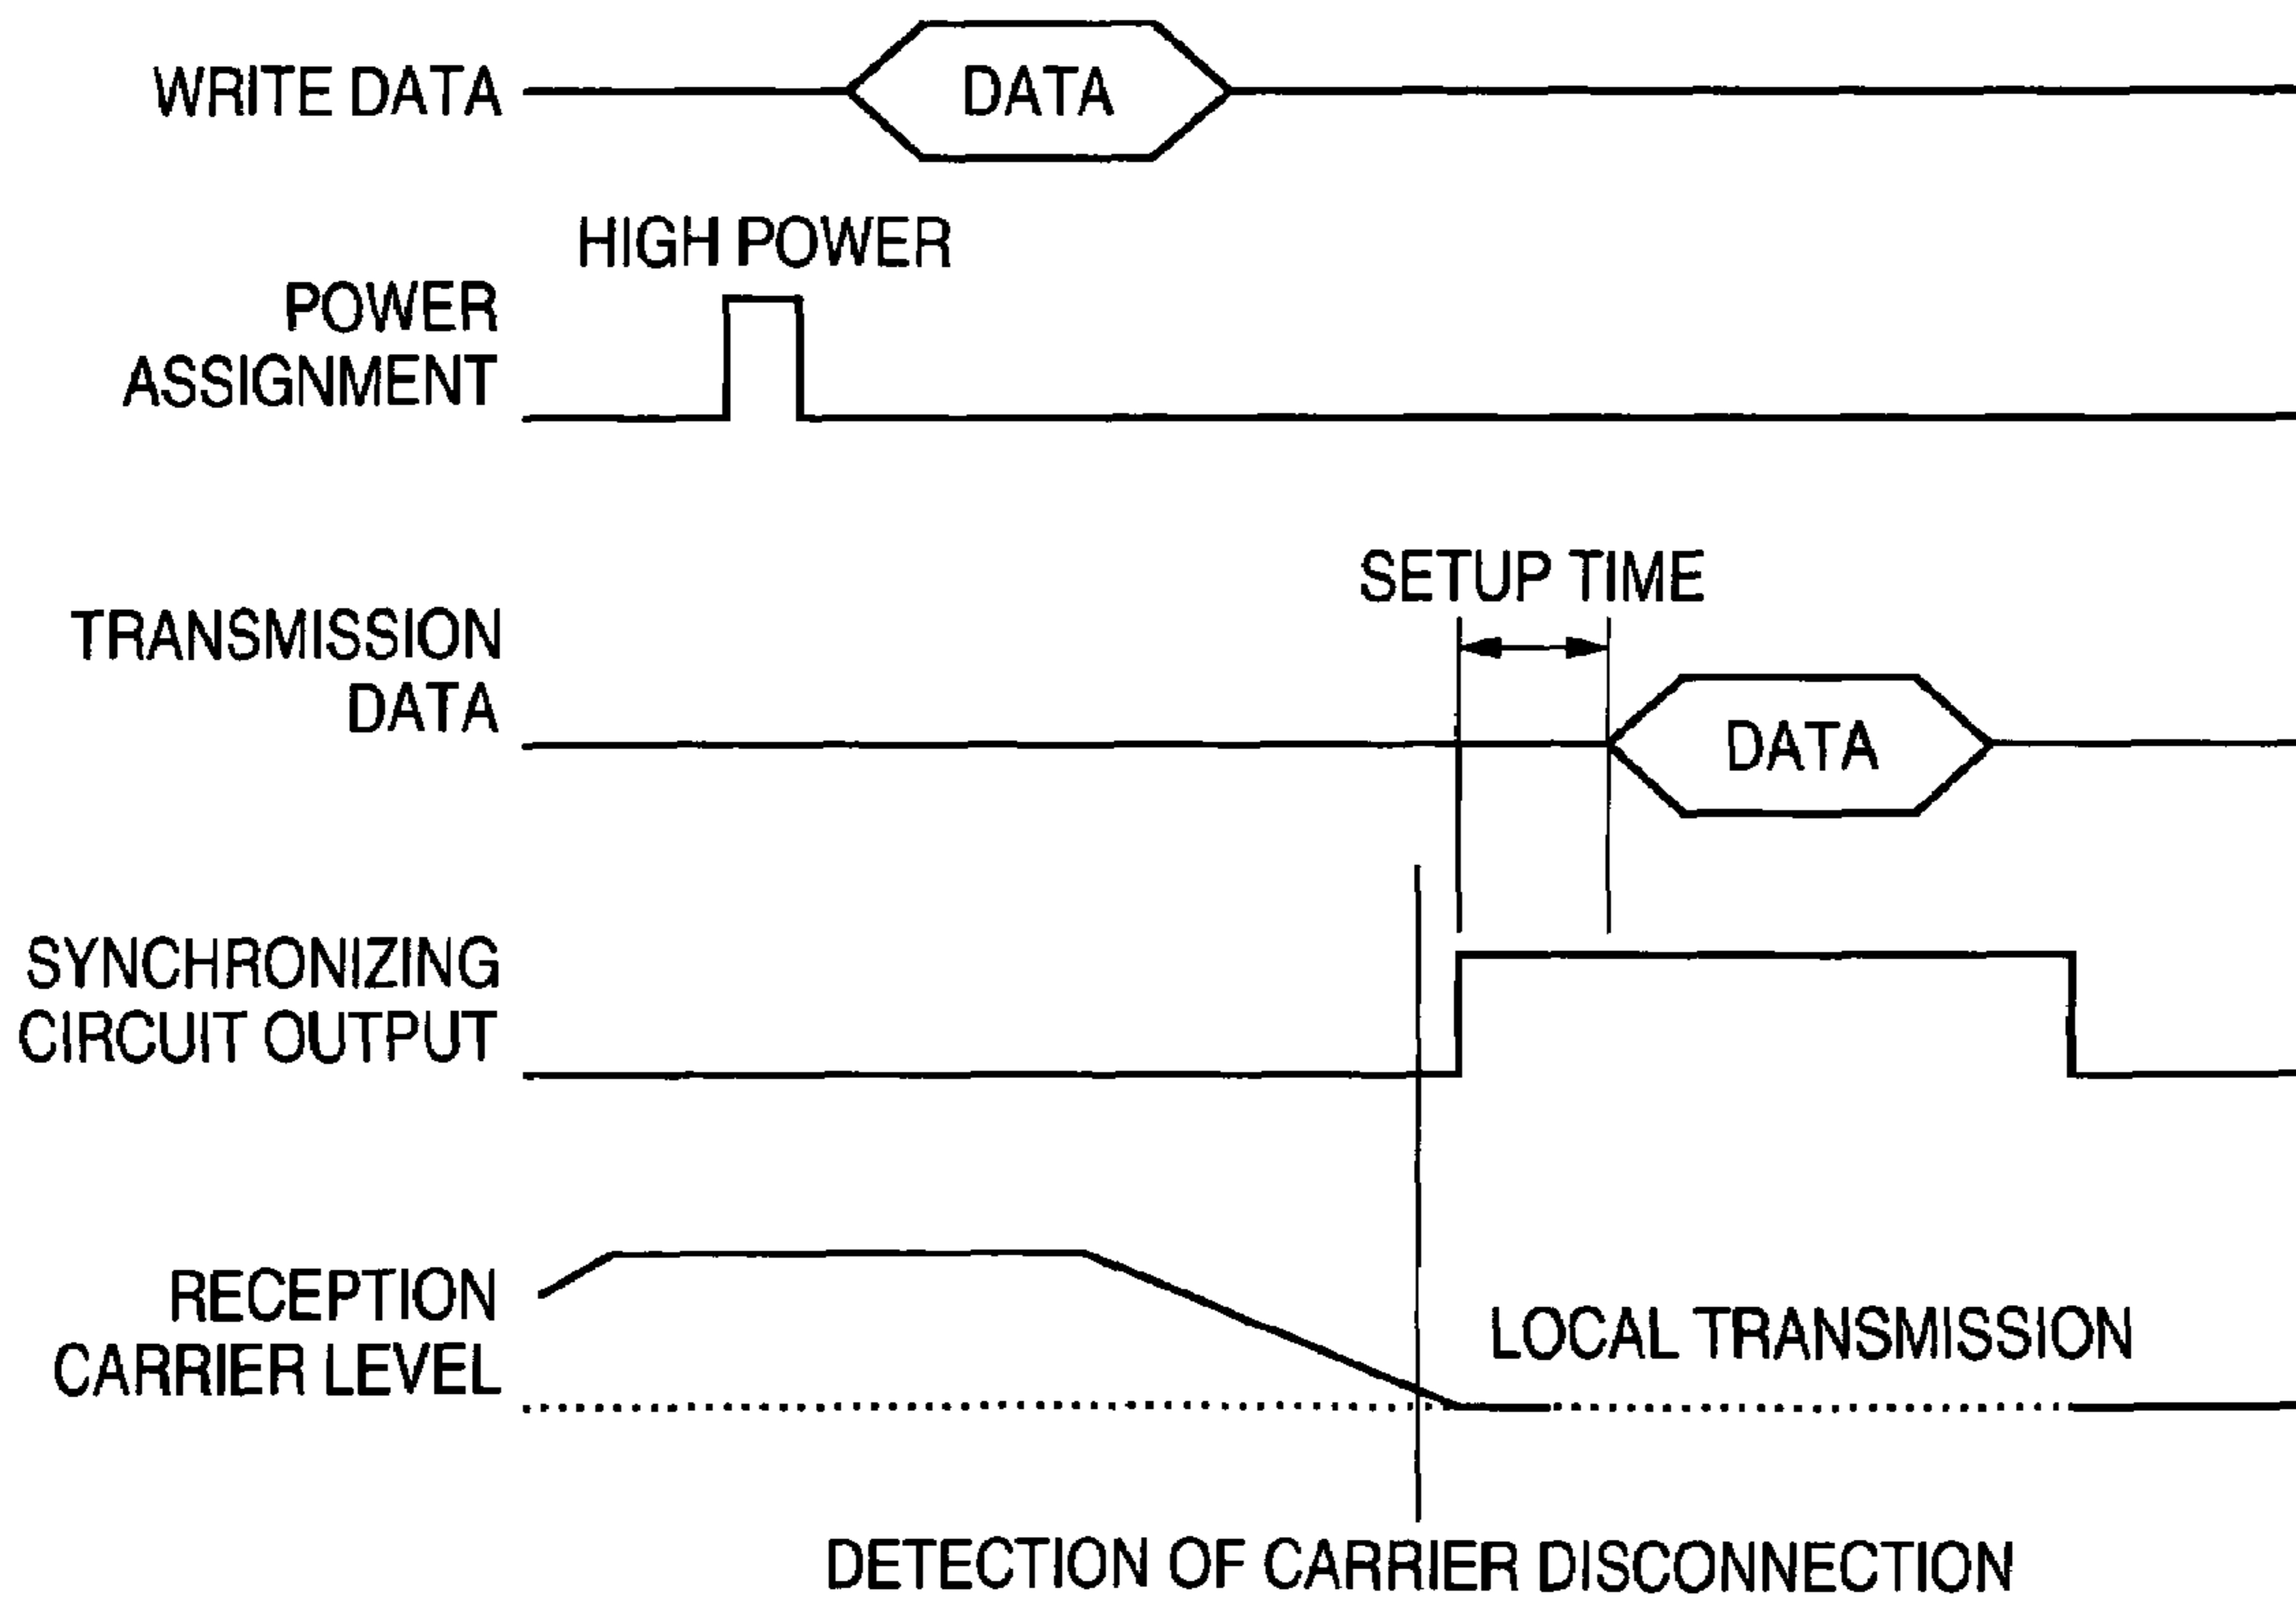 WRITE DATA
DATA
HIGH POWER
POWER
ASSIGNMENT
SETUP TIME
TRANSMISSION
DATA
DATA
SYNCHRONIZING
CIRCUIT OUTPUT
RECEPTION
CARRIER LEVEL
LOCAL TRANSMISSION
DETECTION OF CARRIER DISCONNECTION